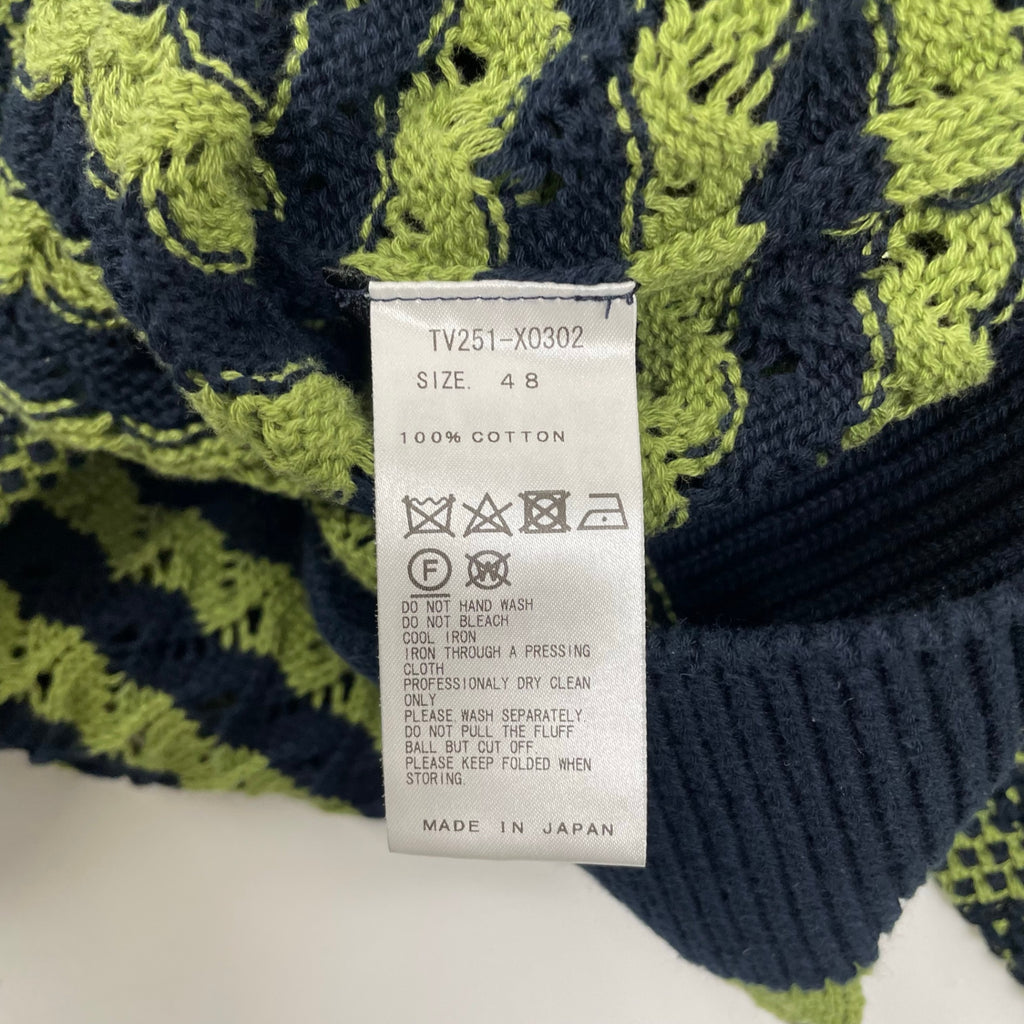 TV251-X0302
SIZE. 48
100% COTTON
F W
DO NOT HAND WASH
DO NOT BLEACH
COOL IRON
IRON THROUGH A PRESSING
CLOTH
PROFESSIONALY DRY CLEAN
ONLY
PLEASE WASH SEPARATELY.
DO NOT PULL THE FLUFF
BALL BUT CUT OFF.
PLEASE KEEP FOLDED WHEN
STORING.
MADE IN JAPAN